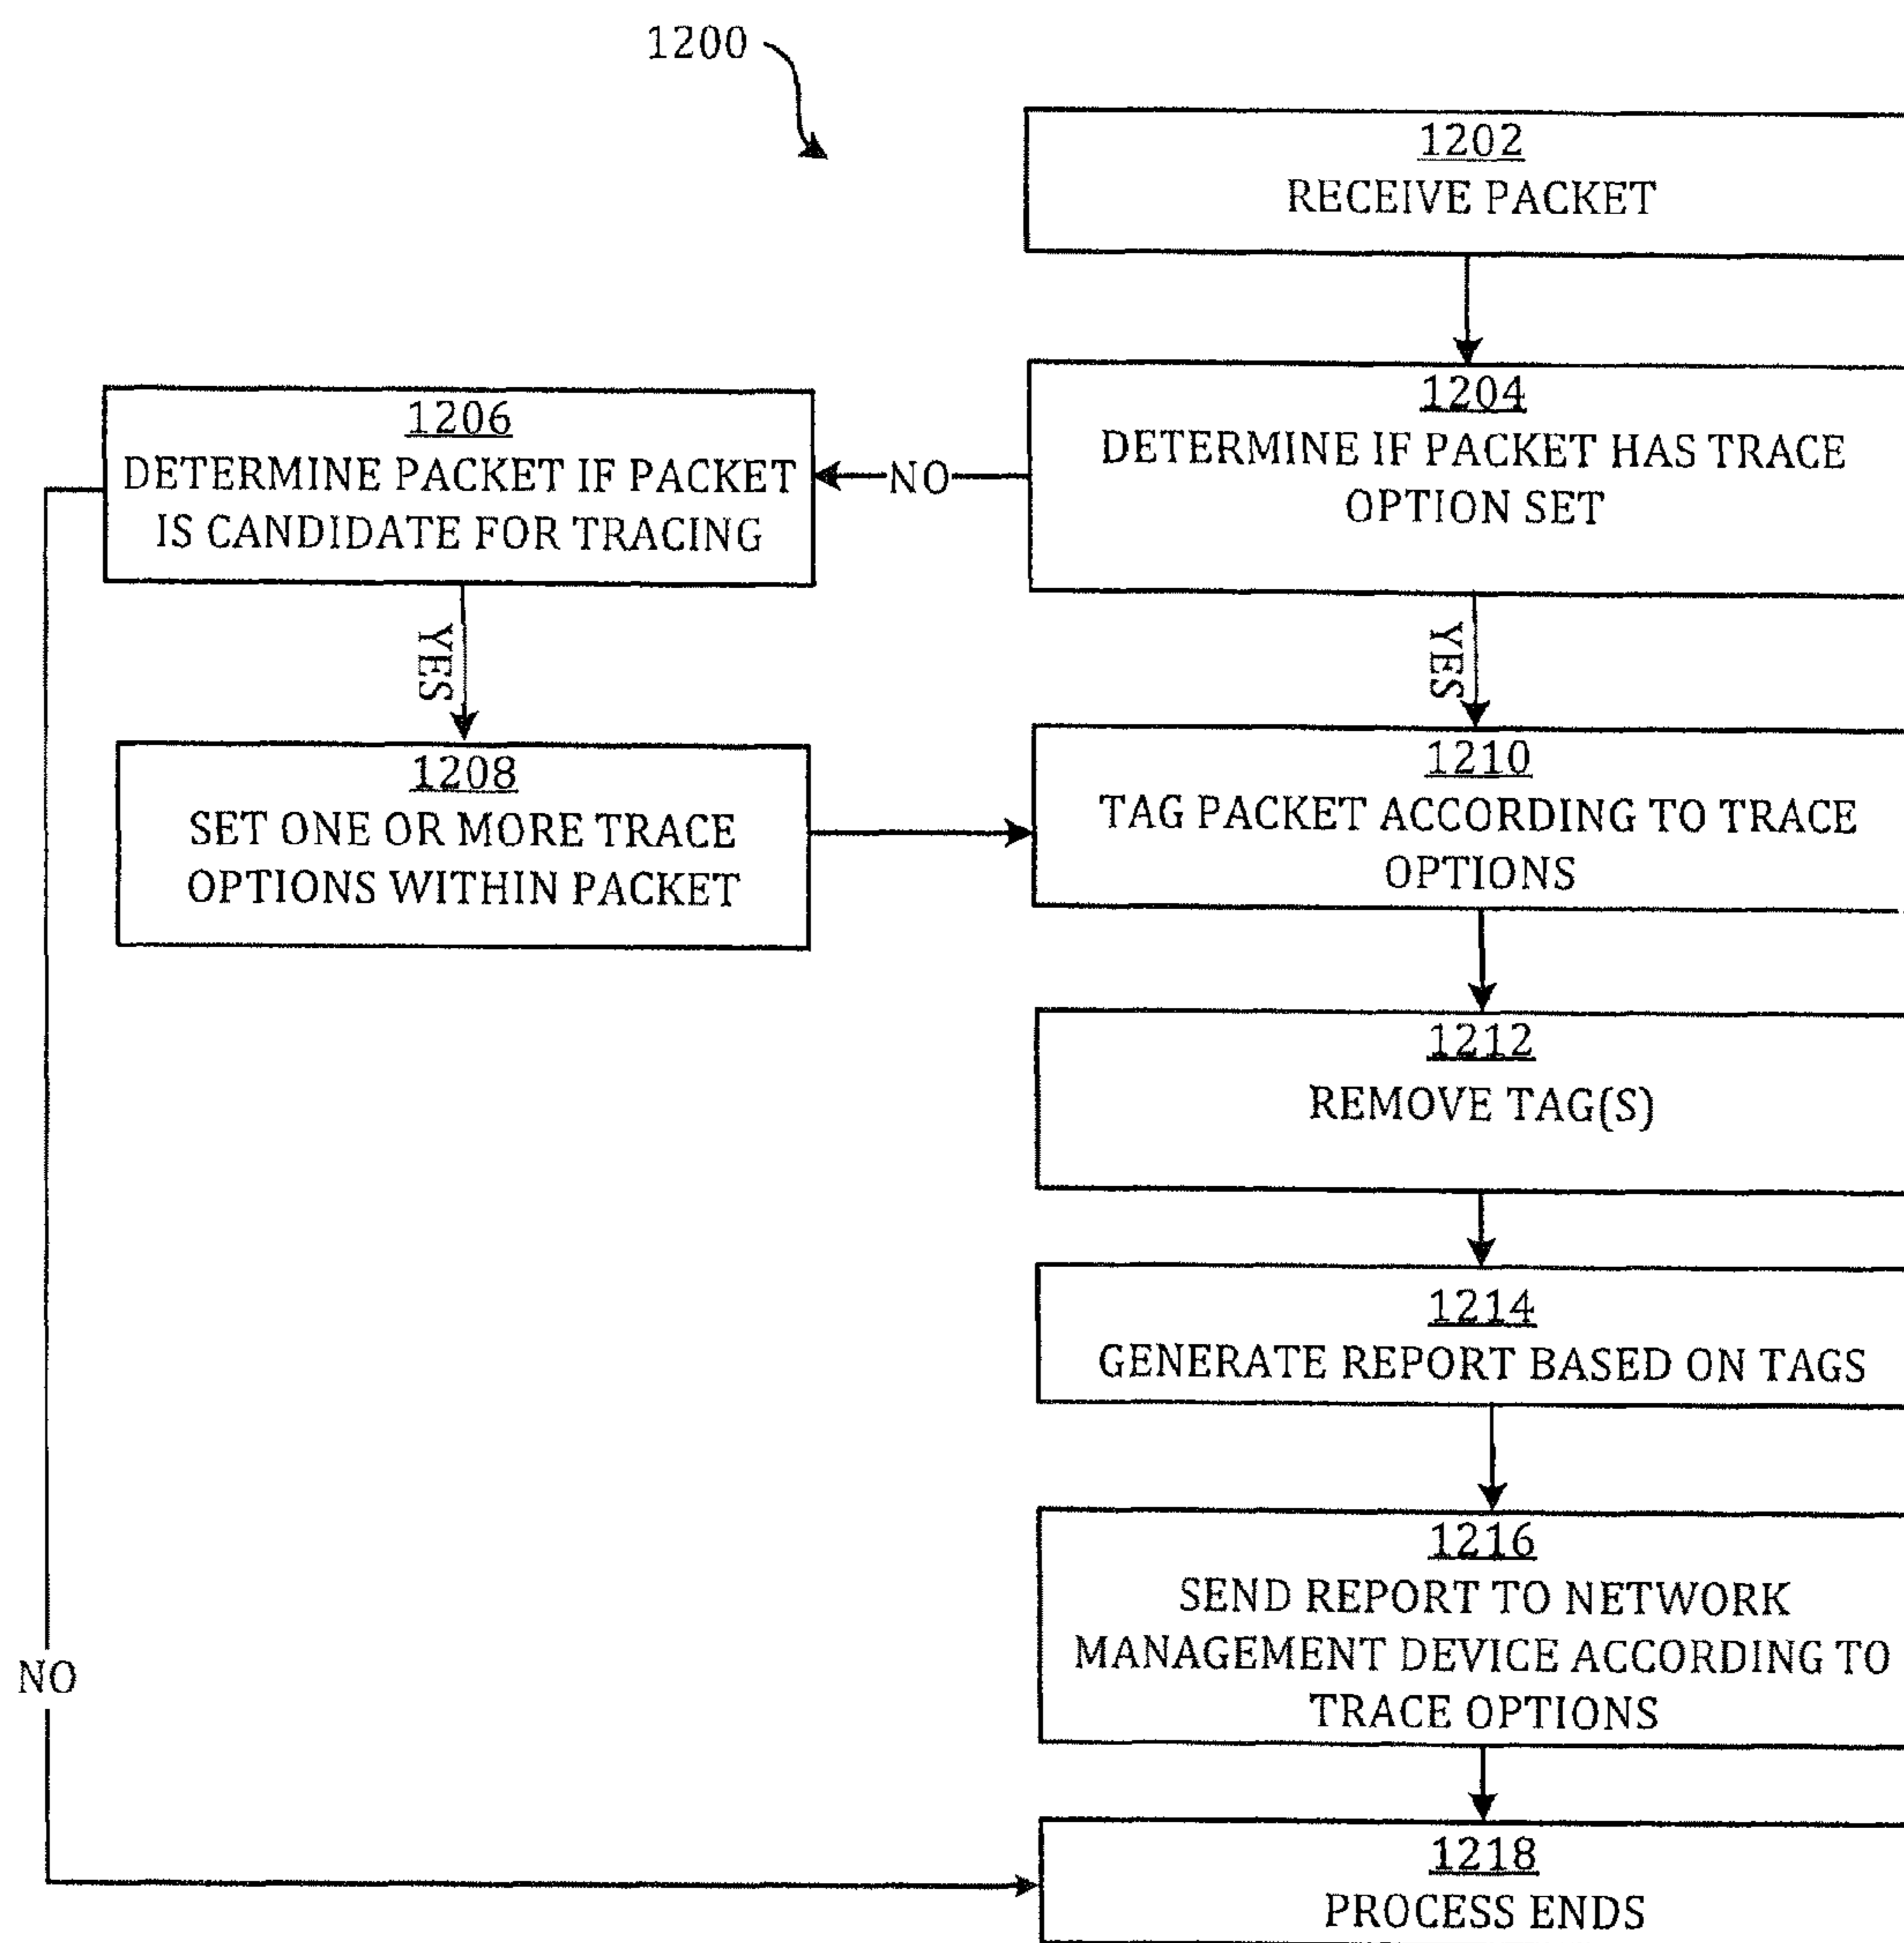 1200
1202
RECEIVE PACKET
1204
DETERMINE IF PACKET HAS TRACE
OPTION SET
NO
1206
DETERMINE PACKET IF PACKET
IS CANDIDATE FOR TRACING
YES
YES
1208
SET ONE OR MORE TRACE
OPTIONS WITHIN PACKET
1210
TAG PACKET ACCORDING TO TRACE
OPTIONS
1212
REMOVE TAG(S)
1214
GENERATE REPORT BASED ON TAGS
1216
SEND REPORT TO NETWORK
MANAGEMENT DEVICE ACCORDING TO
TRACE OPTIONS
NO
1218
PROCESS ENDS